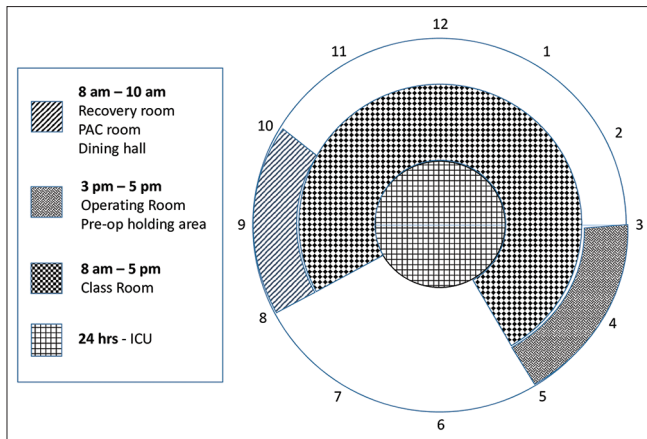 8 am – 10 am
Recovery room
PAC room
Dining hall
3 pm – 5 pm
Operating Room
Pre-op holding area
8 am – 5 pm
Class Room
24 hrs - ICU
12
1
2
3
4
5
6
7
8
9
10
11